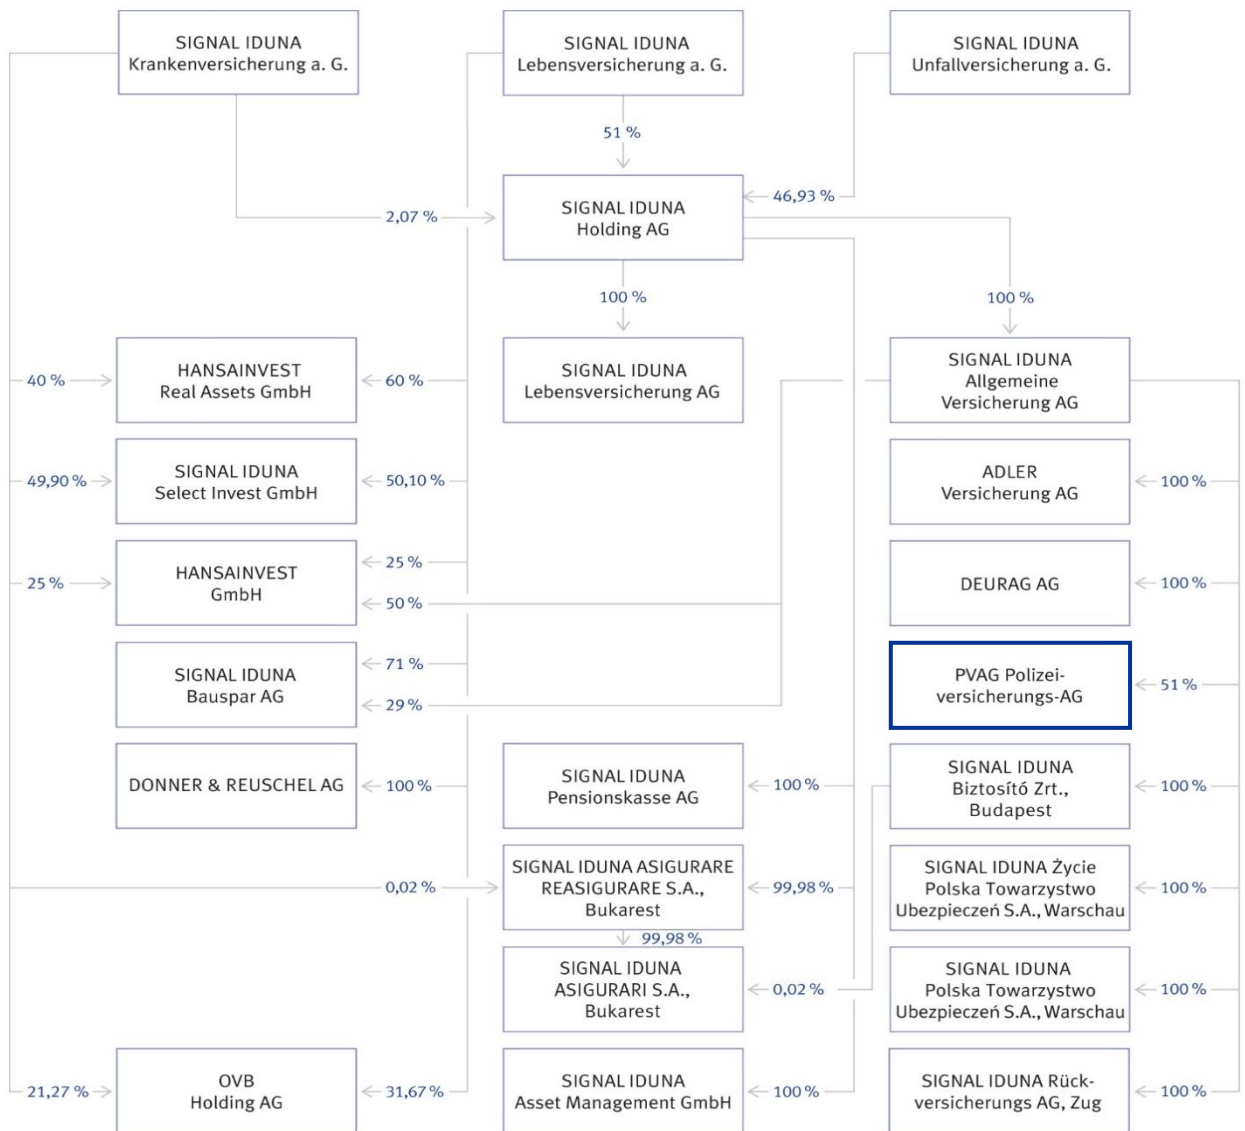 SIGNAL IDUNA
Krankenversicherung a. G.
SIGNAL IDUNA
Lebensversicherung a. G.
SIGNAL IDUNA
Unfallversicherung a. G.
51 %
46,93 %
2,07 %
SIGNAL IDUNA
Holding AG
100 %
100 %
40 %
HANSAINVEST
Real Assets GmbH
60 %
SIGNAL IDUNA
Lebensversicherung AG
SIGNAL IDUNA
Allgemeine
Versicherung AG
49,90 %
SIGNAL IDUNA
Select Invest GmbH
50,10 %
ADLER
Versicherung AG
100 %
25 %
HANSAINVEST
GmbH
25 %
50 %
DEURAG AG
100 %
SIGNAL IDUNA
Bauspar AG
71 %
29 %
PVAG Polizei-
versicherungs-AG
51 %
DONNER & REUSCHEL AG
100 %
SIGNAL IDUNA
Pensionskasse AG
100 %
SIGNAL IDUNA
Biztosító Zrt.,
Budapest
100 %
0,02 %
SIGNAL IDUNA ASIGURARE
REASIGURARE S.A.,
Bukarest
99,98 %
SIGNAL IDUNA Życie
Polska Towarzystwo
Ubezpieczeń S.A., Warschau
100 %
99,98 %
SIGNAL IDUNA
ASIGURARI S.A.,
Bukarest
0,02 %
SIGNAL IDUNA
Polska Towarzystwo
Ubezpieczeń S.A., Warschau
100 %
21,27 %
OVB
Holding AG
31,67 %
SIGNAL IDUNA
Asset Management GmbH
100 %
SIGNAL IDUNA Rück-
versicherungs AG, Zug
100 %